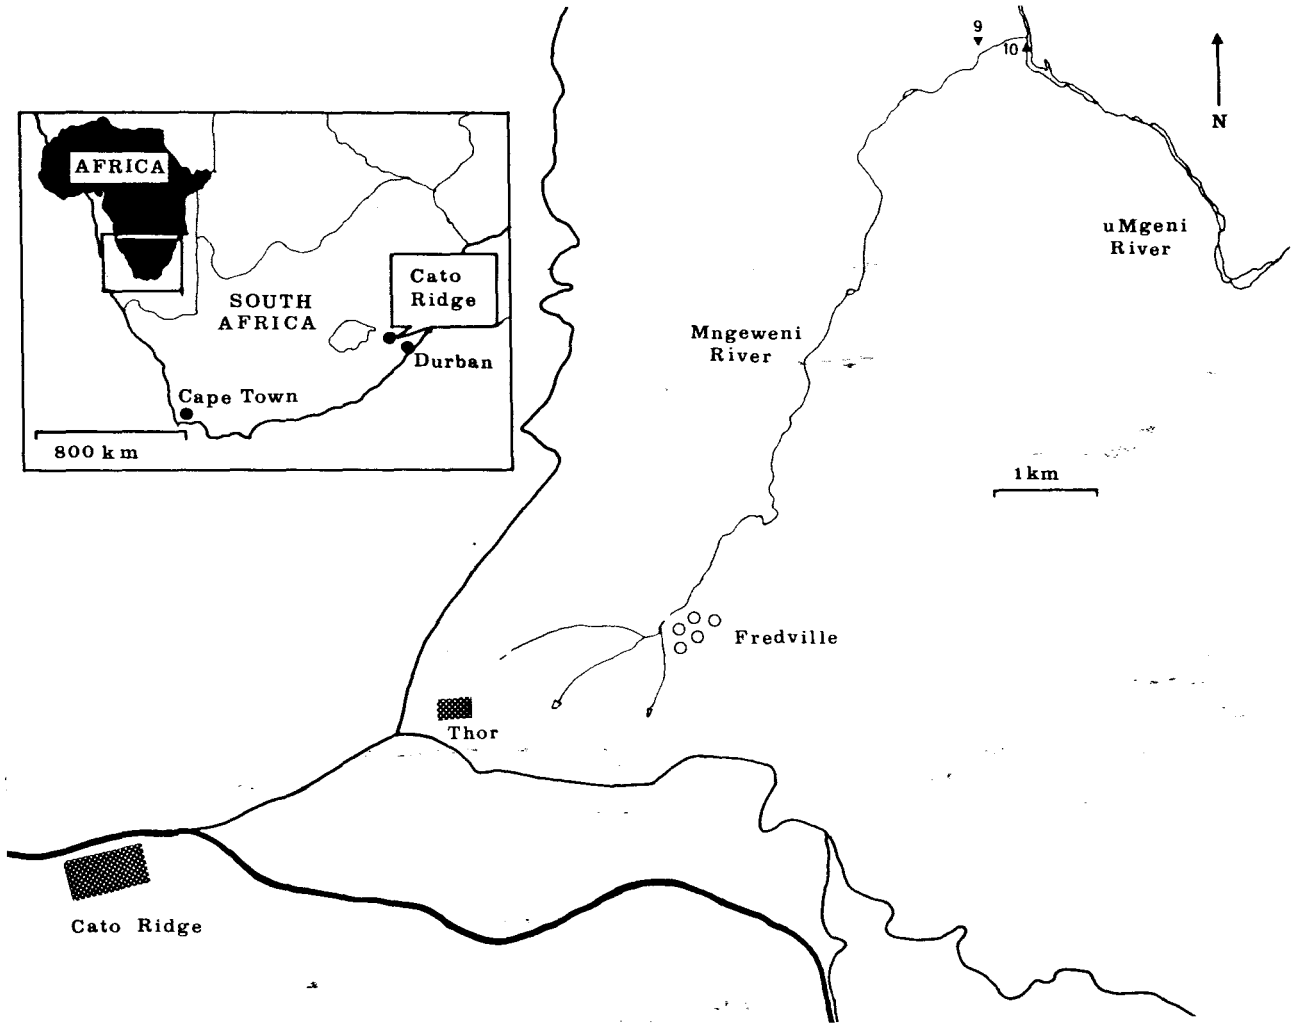 9
10
N
AFRICA
uMgeni
River
Cato
Ridge
SOUTH
AFRICA
Mngeweni
River
Durban
Cape Town
800 km
1km
Fredville
Thor
Cato Ridge